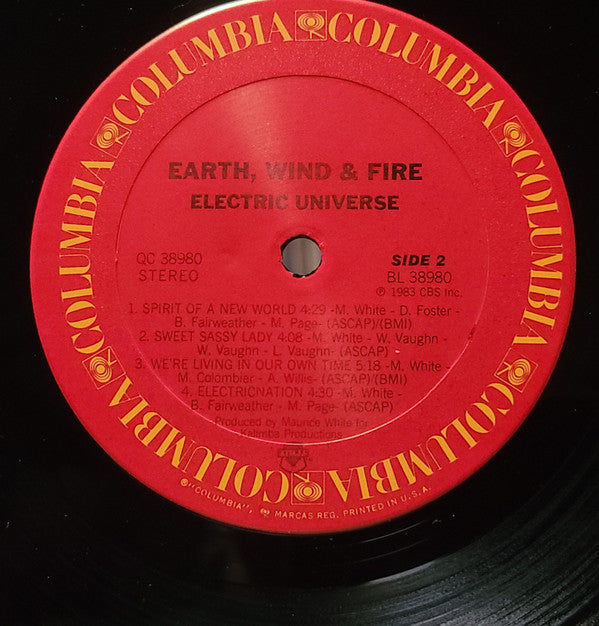 COLUMBIA COLUMBIA COLUMBIA COLUMBIA COLUMBIA COLUMBIA COLUMBIA COLUMBIA
EARTH, WIND & FIRE
ELECTRIC UNIVERSE
QC 38980
STEREO
SIDE 2
BL 38980
℗ 1983 CBS Inc.
1. SPIRIT OF A NEW WORLD 4:29 -M. White - D. Foster -
B. Fairweather - M. Page- (ASCAP)/(BMI)
2. SWEET SASSY LADY 4:08 -M. White - W. Vaughn -
W. Vaughn - L. Vaughn- (ASCAP)
3. WE'RE LIVING IN OUR OWN TIME 5:18 -M. White -
M. Colombier - A. Willis- (ASCAP)/(BMI)
4. ELECTRICNATION 4:30 -M. White -
B. Fairweather - M. Page- (ASCAP)
Produced by Maurice White for
Kalimba Productions
®"COLUMBIA", MARCAS REG. PRINTED IN U.S.A.